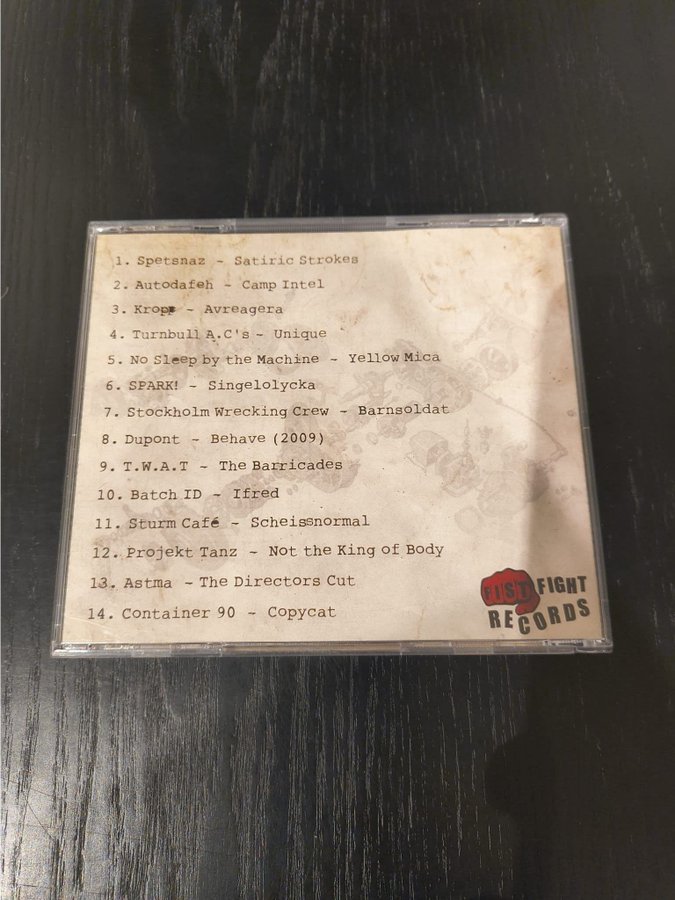 1. Spetsnaz - Satiric Strokes
2. Autodafeh - Camp Intel
3. Kropp - Avreagera
4. Turnbull A.C's - Unique
5. No Sleep by the Machine - Yellow Mica
6. SPARK! - Singelolycka
7. Stockholm Wrecking Crew - Barnsoldat
8. Dupont - Behave (2009)
9. T.W.A.T - The Barricades
10. Batch ID - Ifred
11. Sturm Café - Scheissnormal
12. Projekt Tanz - Not the King of Body
13. Astma - The Directors Cut
14. Container 90 - Copycat
FIST FIGHT
RECORDS